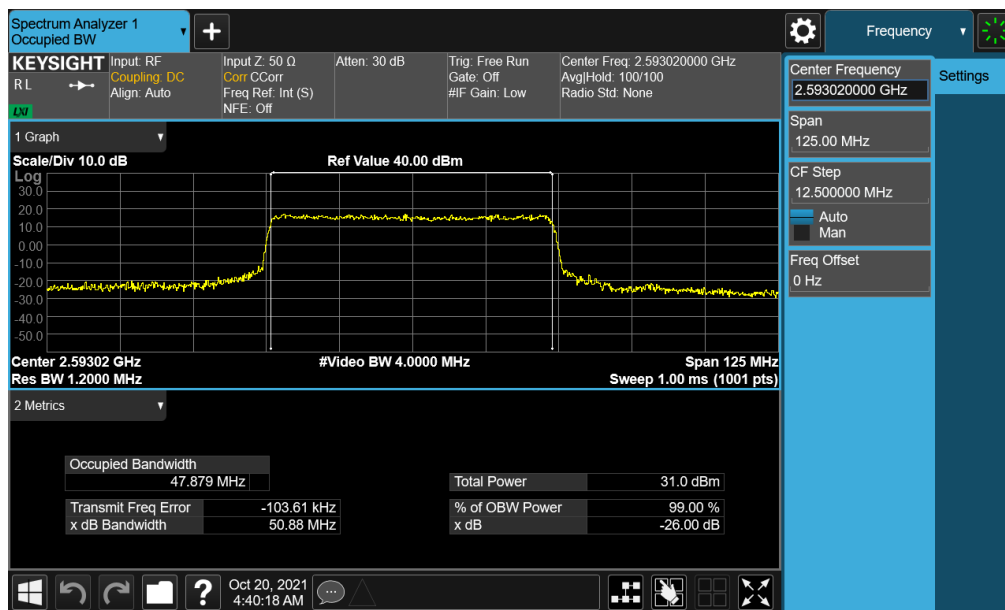 Spectrum Analyzer 1
Occupied BW
+
Frequency
KEYSIGHT
R L
LXI
Input: RF
Coupling: DC
Align: Auto
Input Z: 50 Ω
Corr CCorr
Freq Ref: Int (S)
NFE: Off
Atten: 30 dB
Trig: Free Run
Gate: Off
#IF Gain: Low
Center Freq: 2.593020000 GHz
Avg|Hold: 100/100
Radio Std: None
Center Frequency
2.593020000 GHz
Settings
Span
125.00 MHz
CF Step
12.500000 MHz
Auto
Man
Freq Offset
0 Hz
1 Graph
Scale/Div 10.0 dB
Ref Value 40.00 dBm
Log
30.0
20.0
10.0
0.00
-10.0
-20.0
-30.0
-40.0
-50.0
Center 2.59302 GHz
#Video BW 4.0000 MHz
Span 125 MHz
Res BW 1.2000 MHz
Sweep 1.00 ms (1001 pts)
2 Metrics
Occupied Bandwidth
47.879 MHz
Total Power 31.0 dBm
Transmit Freq Error -103.61 kHz
% of OBW Power 99.00 %
x dB Bandwidth 50.88 MHz
x dB -26.00 dB
?
Oct 20, 2021
4:40:18 AM